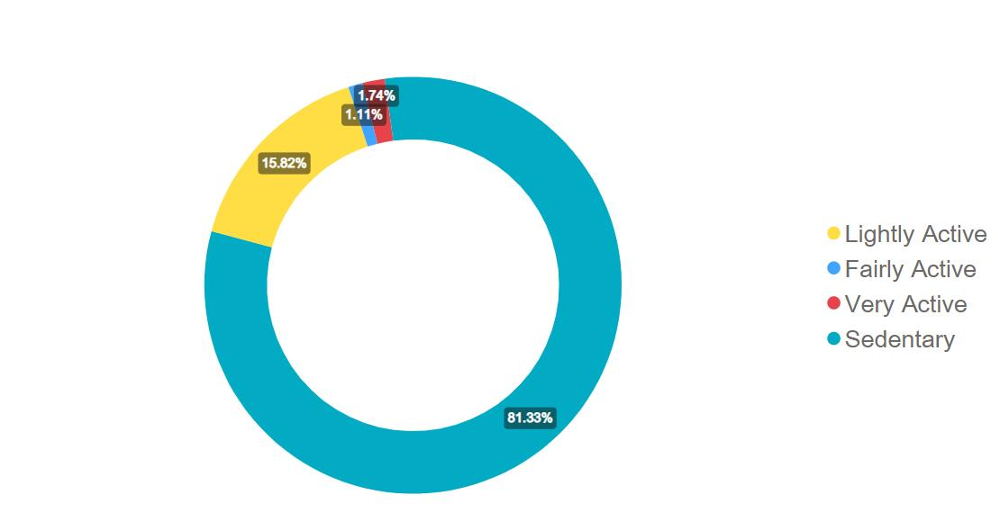 1.74%
1.11%
15.82%
81.33%
Lightly Active
Fairly Active
Very Active
Sedentary